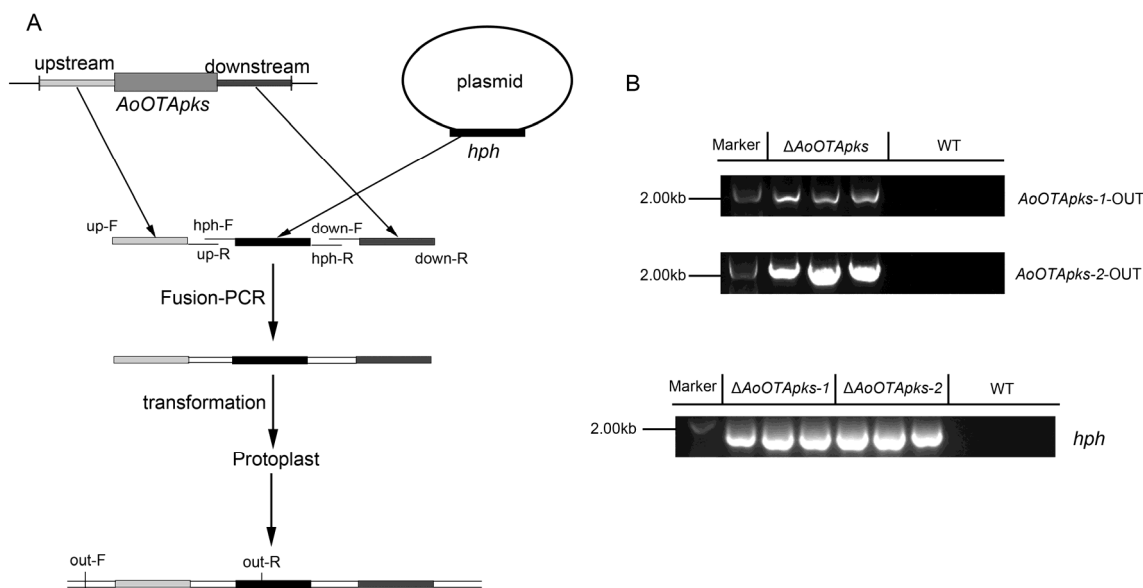 A
upstream
downstream
AoOTApks
plasmid
hph
up-F
hph-F
down-F
up-R
hph-R
down-R
Fusion-PCR
transformation
Protoplast
out-F
out-R
B
Marker
ΔAoOTApks
WT
2.00kb
AoOTApks-1-OUT
2.00kb
AoOTApks-2-OUT
Marker
ΔAoOTApks-1
ΔAoOTApks-2
WT
2.00kb
hph